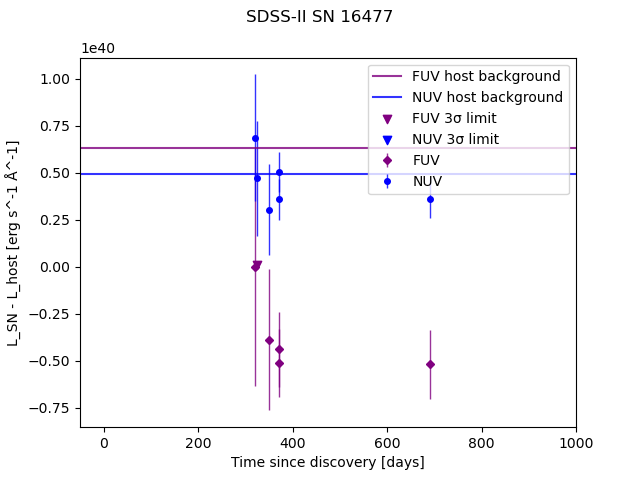 SDSS-II SN 16477
1e40
1.00
0.75
0.50
0.25
0.00
−0.25
−0.50
−0.75
L_SN - L_host [erg s^-1 Å^-1]
FUV host background
NUV host background
FUV 3σ limit
NUV 3σ limit
FUV
NUV
0 200 400 600 800 1000
Time since discovery [days]